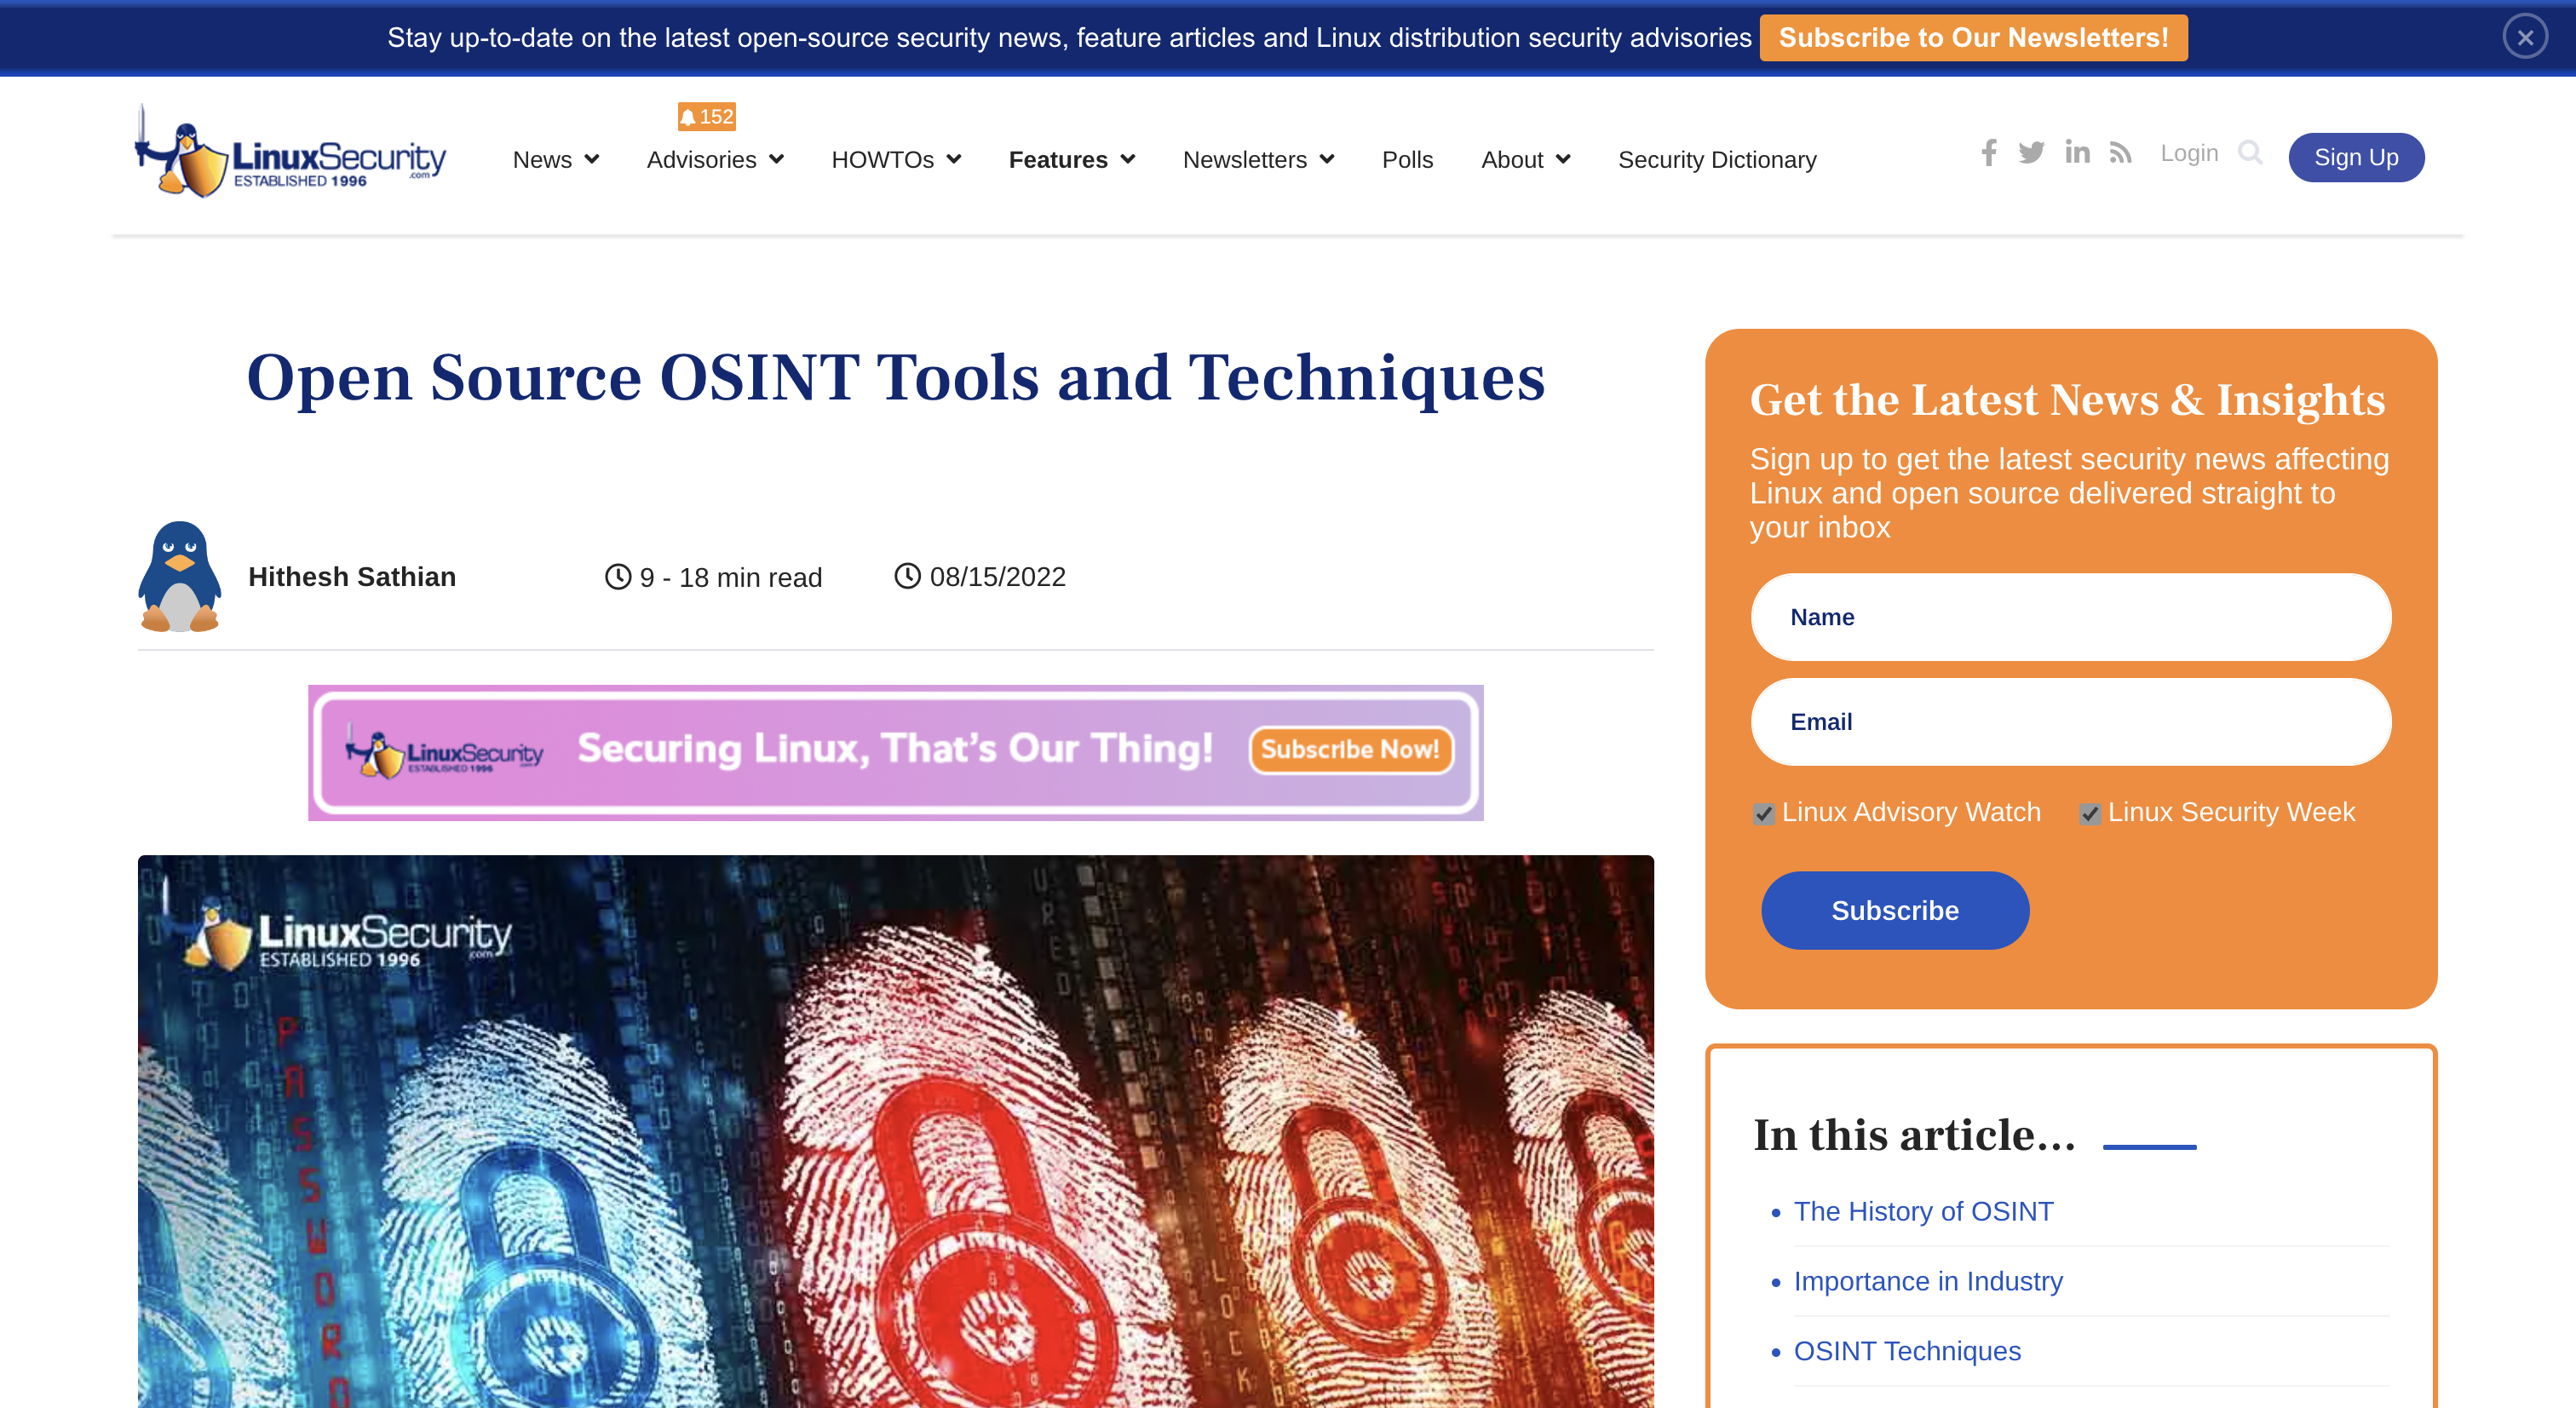 Stay up-to-date on the latest open-source security news, feature articles and Linux distribution security advisories Subscribe to Our Newsletters!
152
LinuxSecurity
.com
ESTABLISHED 1996
News Advisories HOWTOs Features Newsletters Polls About Security Dictionary
Login Sign Up
Open Source OSINT Tools and Techniques
Hithesh Sathian 9 - 18 min read 08/15/2022
LinuxSecurity
ESTABLISHED 1996
Securing Linux, That's Our Thing! Subscribe Now!
LinuxSecurity
.com
ESTABLISHED 1996
PASSWORD
LOCK
Get the Latest News & Insights
Sign up to get the latest security news affecting
Linux and open source delivered straight to
your inbox
Name
Email
Linux Advisory Watch Linux Security Week
Subscribe
In this article...
The History of OSINT
Importance in Industry
OSINT Techniques